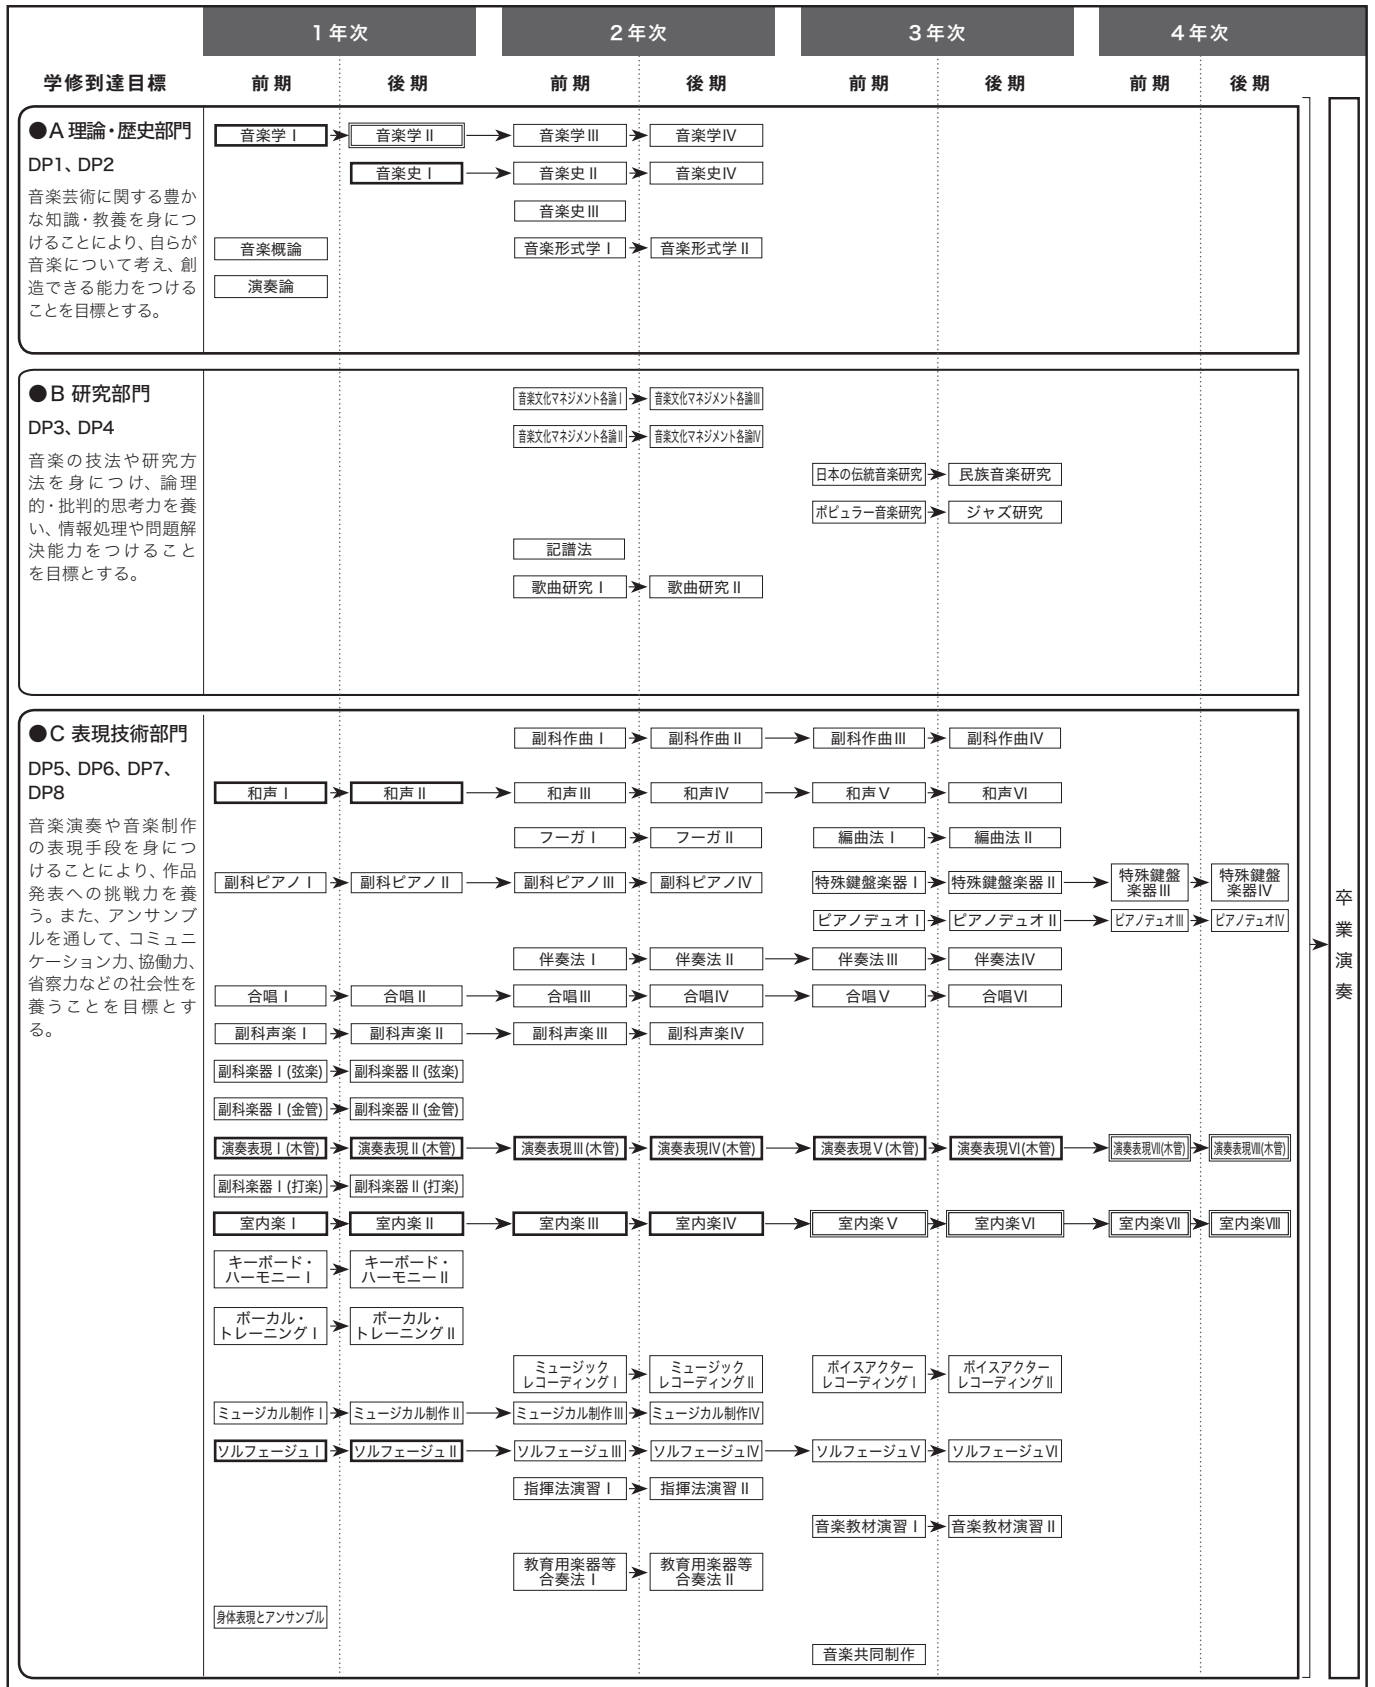 1年次 2年次 3年次 4年次
学修到達目標 前期 後期 前期 後期 前期 後期 前期 後期
●A 理論・歴史部門
DP1、DP2
音楽芸術に関する豊か
な知識・教養を身につ
けることにより、自らが
音楽について考え、創
造できる能力をつける
ことを目標とする。
音楽学Ⅰ 音楽学Ⅱ 音楽学Ⅲ 音楽学Ⅳ
音楽史Ⅰ 音楽史Ⅱ 音楽史Ⅳ
音楽史Ⅲ
音楽概論 音楽形式学Ⅰ 音楽形式学Ⅱ
演奏論
●B 研究部門
DP3、DP4
音楽の技法や研究方
法を身につけ、論理
的・批判的思考力を養
い、情報処理や問題解
決能力をつけること
を目標とする。
音楽文化マネジメント各論Ⅰ 音楽文化マネジメント各論Ⅲ
音楽文化マネジメント各論Ⅱ 音楽文化マネジメント各論Ⅳ
日本の伝統音楽研究 民族音楽研究
ポピュラー音楽研究 ジャズ研究
記譜法
歌曲研究Ⅰ 歌曲研究Ⅱ
●C 表現技術部門
DP5、DP6、DP7、
DP8
音楽演奏や音楽制作
の表現手段を身につ
けることにより、作品
発表への挑戦力を養
う。また、アンサンブ
ルを通して、コミュニ
ケーション力、協働力、
省察力などの社会性を
養うことを目標とす
る。
副科作曲Ⅰ 副科作曲Ⅱ 副科作曲Ⅲ 副科作曲Ⅳ
和声Ⅰ 和声Ⅱ 和声Ⅲ 和声Ⅳ 和声Ⅴ 和声Ⅵ
フーガⅠ フーガⅡ 編曲法Ⅰ 編曲法Ⅱ
副科ピアノⅠ 副科ピアノⅡ 副科ピアノⅢ 副科ピアノⅣ 特殊鍵盤楽器Ⅰ 特殊鍵盤楽器Ⅱ 特殊鍵盤 特殊鍵盤
楽器Ⅲ 楽器Ⅳ
ピアノデュオⅠ ピアノデュオⅡ ピアノデュオⅢ ピアノデュオⅣ
伴奏法Ⅰ 伴奏法Ⅱ 伴奏法Ⅲ 伴奏法Ⅳ
合唱Ⅰ 合唱Ⅱ 合唱Ⅲ 合唱Ⅳ 合唱Ⅴ 合唱Ⅵ
副科声楽Ⅰ 副科声楽Ⅱ 副科声楽Ⅲ 副科声楽Ⅳ
副科楽器Ⅰ(弦楽) 副科楽器Ⅱ(弦楽)
副科楽器Ⅰ(金管) 副科楽器Ⅱ(金管)
演奏表現Ⅰ(木管) 演奏表現Ⅱ(木管) 演奏表現Ⅲ(木管) 演奏表現Ⅳ(木管) 演奏表現Ⅴ(木管) 演奏表現Ⅵ(木管) 演奏表現Ⅶ(木管) 演奏表現Ⅷ(木管)
副科楽器Ⅰ(打楽) 副科楽器Ⅱ(打楽)
室内楽Ⅰ 室内楽Ⅱ 室内楽Ⅲ 室内楽Ⅳ 室内楽Ⅴ 室内楽Ⅵ 室内楽Ⅶ 室内楽Ⅷ
キーボード・ キーボード・
ハーモニーⅠ ハーモニーⅡ
ボーカル・ ボーカル・
トレーニングⅠ トレーニングⅡ
ミュージック ミュージック ボイスアクター ボイスアクター
レコーディングⅠ レコーディングⅡ レコーディングⅠ レコーディングⅡ
ミュージカル制作Ⅰ ミュージカル制作Ⅱ ミュージカル制作Ⅲ ミュージカル制作Ⅳ
ソルフェージュⅠ ソルフェージュⅡ ソルフェージュⅢ ソルフェージュⅣ ソルフェージュⅤ ソルフェージュⅥ
指揮法演習Ⅰ 指揮法演習Ⅱ
音楽教材演習Ⅰ 音楽教材演習Ⅱ
教育用楽器等 教育用楽器等
合奏法Ⅰ 合奏法Ⅱ
身体表現とアンサンブル
音楽共同制作
卒業演奏